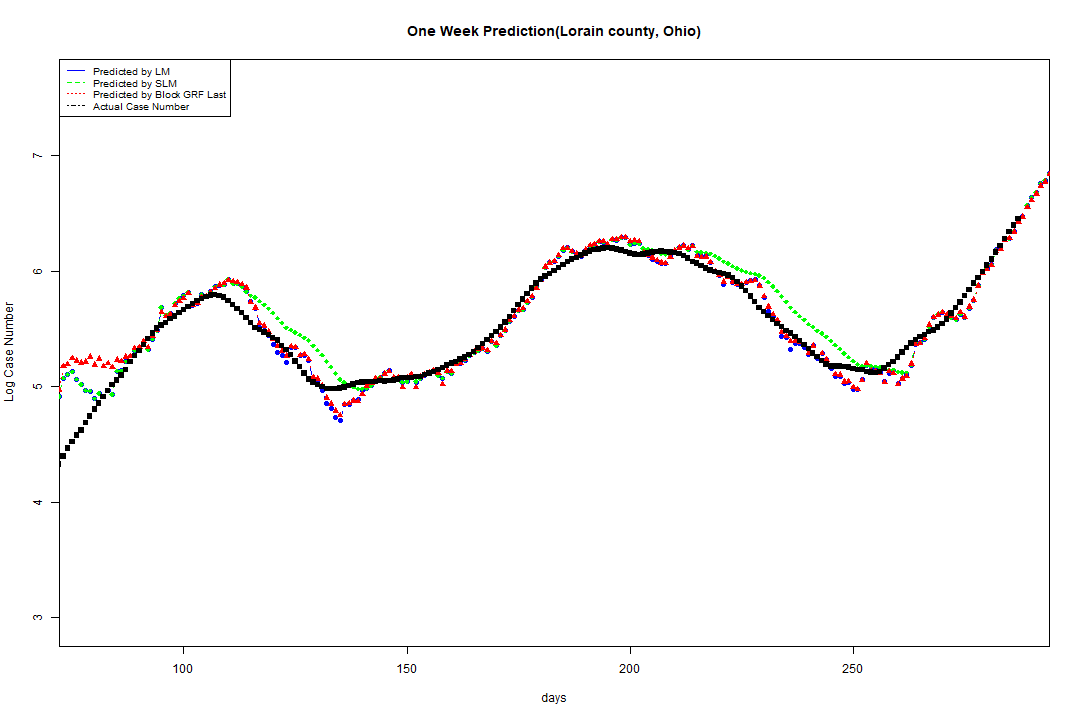 One Week Prediction(Lorain county, Ohio)
Predicted by LM
Predicted by SLM
Predicted by Block GRF Last
Actual Case Number
7
6
5
4
3
Log Case Number
100 150 200 250
days